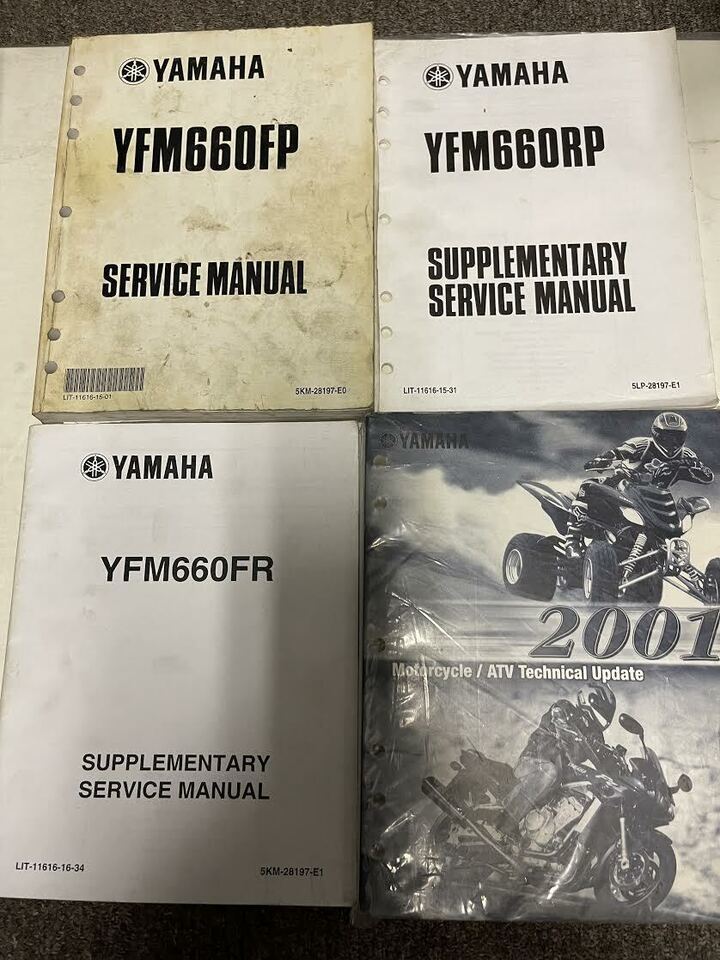 YAMAHA
YFM660FP
SERVICE MANUAL
LIT-11616-15-01
5KM-28197-E0
YAMAHA
YFM660RP
SUPPLEMENTARY
SERVICE MANUAL
LIT-11616-15-31
5LP-28197-E1
YAMAHA
YFM660FR
SUPPLEMENTARY
SERVICE MANUAL
LIT-11616-16-34
5KM-28197-E1
YAMAHA
2001
Motorcycle / ATV Technical Update